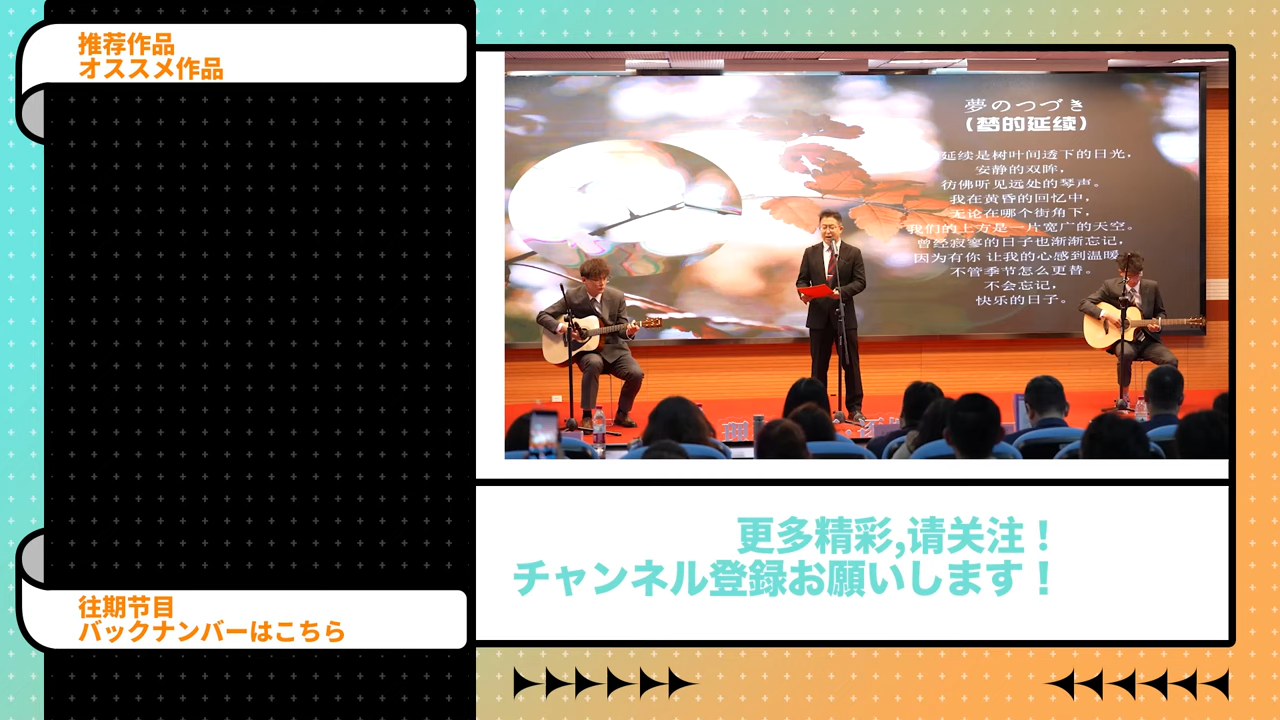 推荐作品
オススメ作品
夢のつづき
(梦的延续)
延续是树叶间透下的日光，
安静的双眸，
彷佛听见远处的琴声。
我在黄昏的回忆中，
无论在哪个街角下，
我们的上方是一片宽广的天空。
曾经寂寥的日子也渐渐忘记，
因为有你 让我的心感到温暖
不管季节怎么更替。
不会忘记，
快乐的日子。
更多精彩,请关注！
チャンネル登録お願いします！
往期节目
バックナンバーはこちら